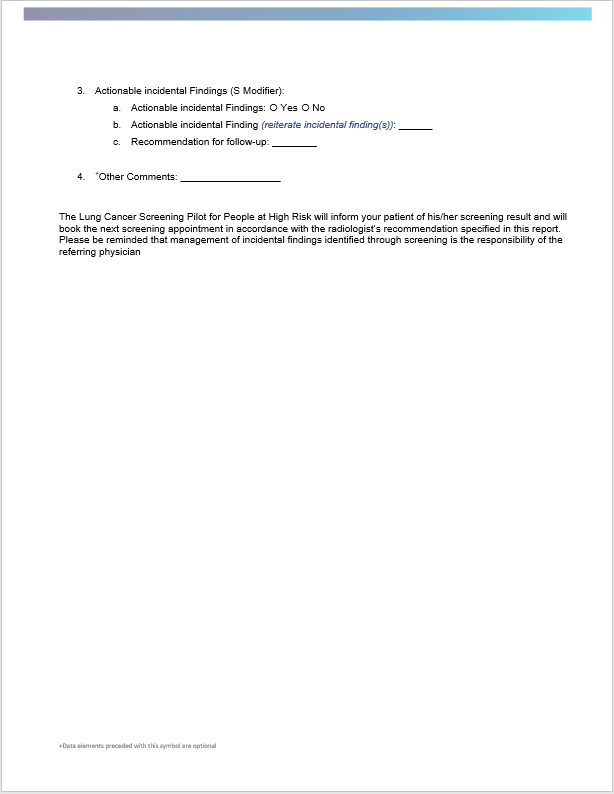 3. Actionable incidental Findings (S Modifier):
a. Actionable incidental Findings: O Yes O No
b. Actionable incidental Finding (reiterate incidental finding(s)): ______
c. Recommendation for follow-up: ________
4. +Other Comments: __________________
The Lung Cancer Screening Pilot for People at High Risk will inform your patient of his/her screening result and will
book the next screening appointment in accordance with the radiologist's recommendation specified in this report.
Please be reminded that management of incidental findings identified through screening is the responsibility of the
referring physician
+Data elements preceded with this symbol are optional